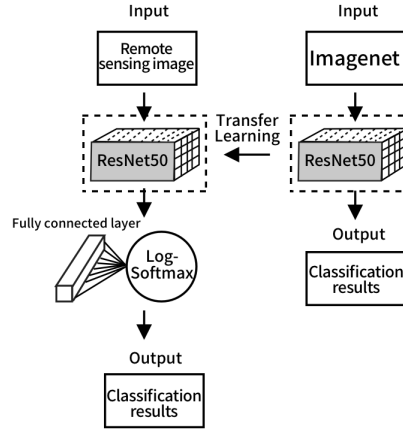 Input
Remote
sensing image
ResNet50
Fully connected layer
Log-
Softmax
Output
Classification
results
Transfer
Learning
Input
Imagenet
ResNet50
Output
Classification
results